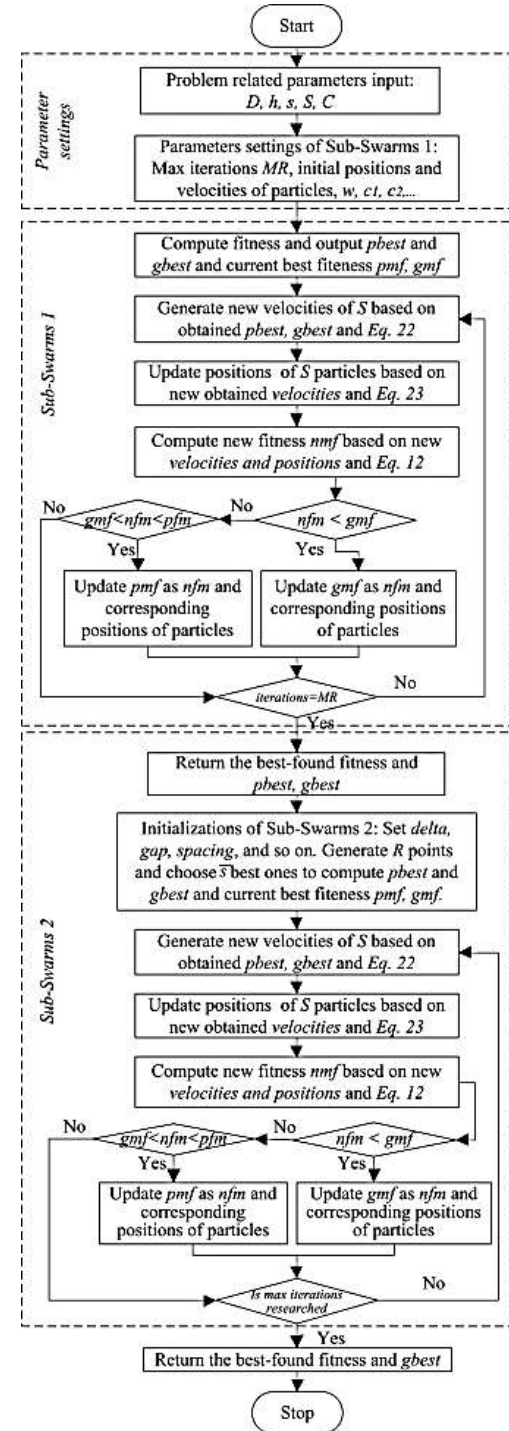 Start
Parameter
settings
Problem related parameters input:
D, h, s, S, C
Parameters settings of Sub-Swarms 1:
Max iterations MR, initial positions and
velocities of particles, w, c1, c2,...
Sub-Swarms 1
Compute fitness and output pbest and
gbest and current best fiteness pmf, gmf
Generate new velocities of S based on
obtained pbest, gbest and Eq. 22
Update positions of S particles based on
new obtained velocities and Eq. 23
Compute new fitness nmf based on new
velocities and positions and Eq. 12
No
gmf<nfm<pfm
No
nfm < gmf
Yes
Yes
Update pmf as nfm and
corresponding
positions of particles
Update gmf as nfm and
corresponding positions
of particles
iterations=MR
No
Yes
Sub-Swarms 2
Return the best-found fitness and
pbest, gbest
Initializations of Sub-Swarms 2: Set delta,
gap, spacing, and so on. Generate R points
and choose s̅ best ones to compute pbest and
gbest and current best fiteness pmf, gmf.
Generate new velocities of S based on
obtained pbest, gbest and Eq. 22
Update positions of S particles based on
new obtained velocities and Eq. 23
Compute new fitness nmf based on new
velocities and positions and Eq. 12
No
gmf<nfm<pfm
No
nfm < gmf
Yes
Yes
Update pmf as nfm and
corresponding
positions of particles
Update gmf as nfm and
corresponding positions
of particles
Is max iterations
researched
No
Yes
Return the best-found fitness and gbest
Stop